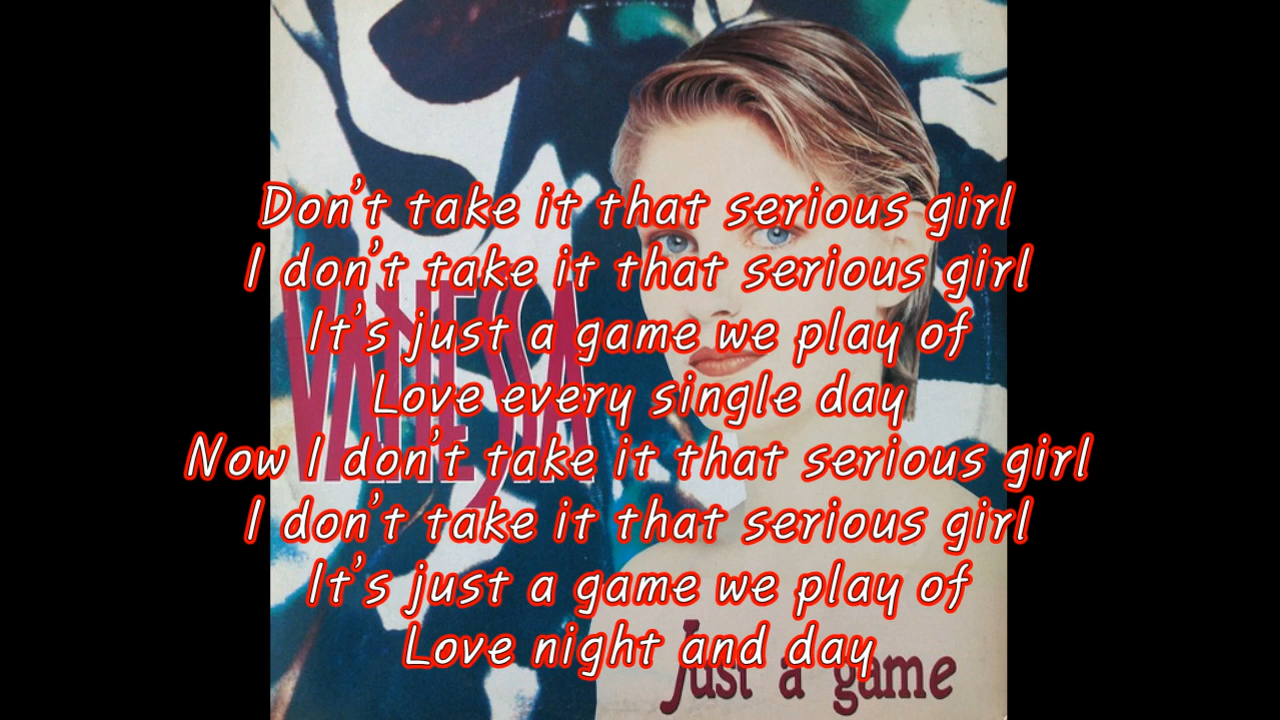 Don't take it that serious girl
I don't take it that serious girl
It's just a game we play of
Love every single day
Now I don't take it that serious girl
I don't take it that serious girl
It's just a game we play of
Love night and day
VANESSA
Just a game